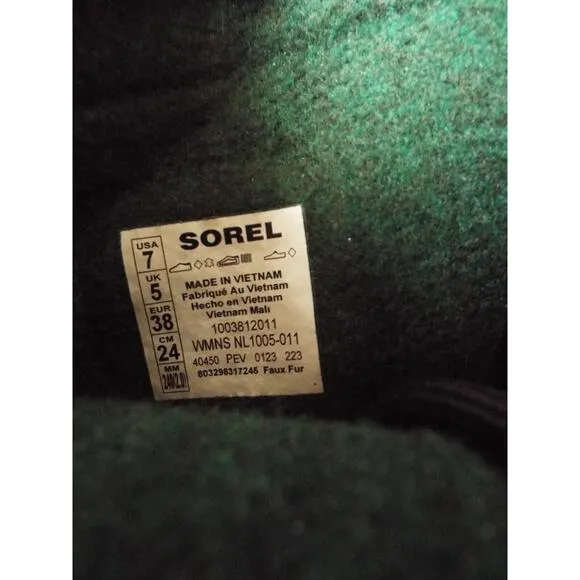 SOREL
USA
7
UK
5
EUR
38
CM
24
MM
MADE IN VIETNAM
Fabriqué Au Vietnam
Hecho en Vietnam
Vietnam Malı
1003812011
WMNS NL1005-011
40450 PEV 0123 223
803298317245 Faux Fur